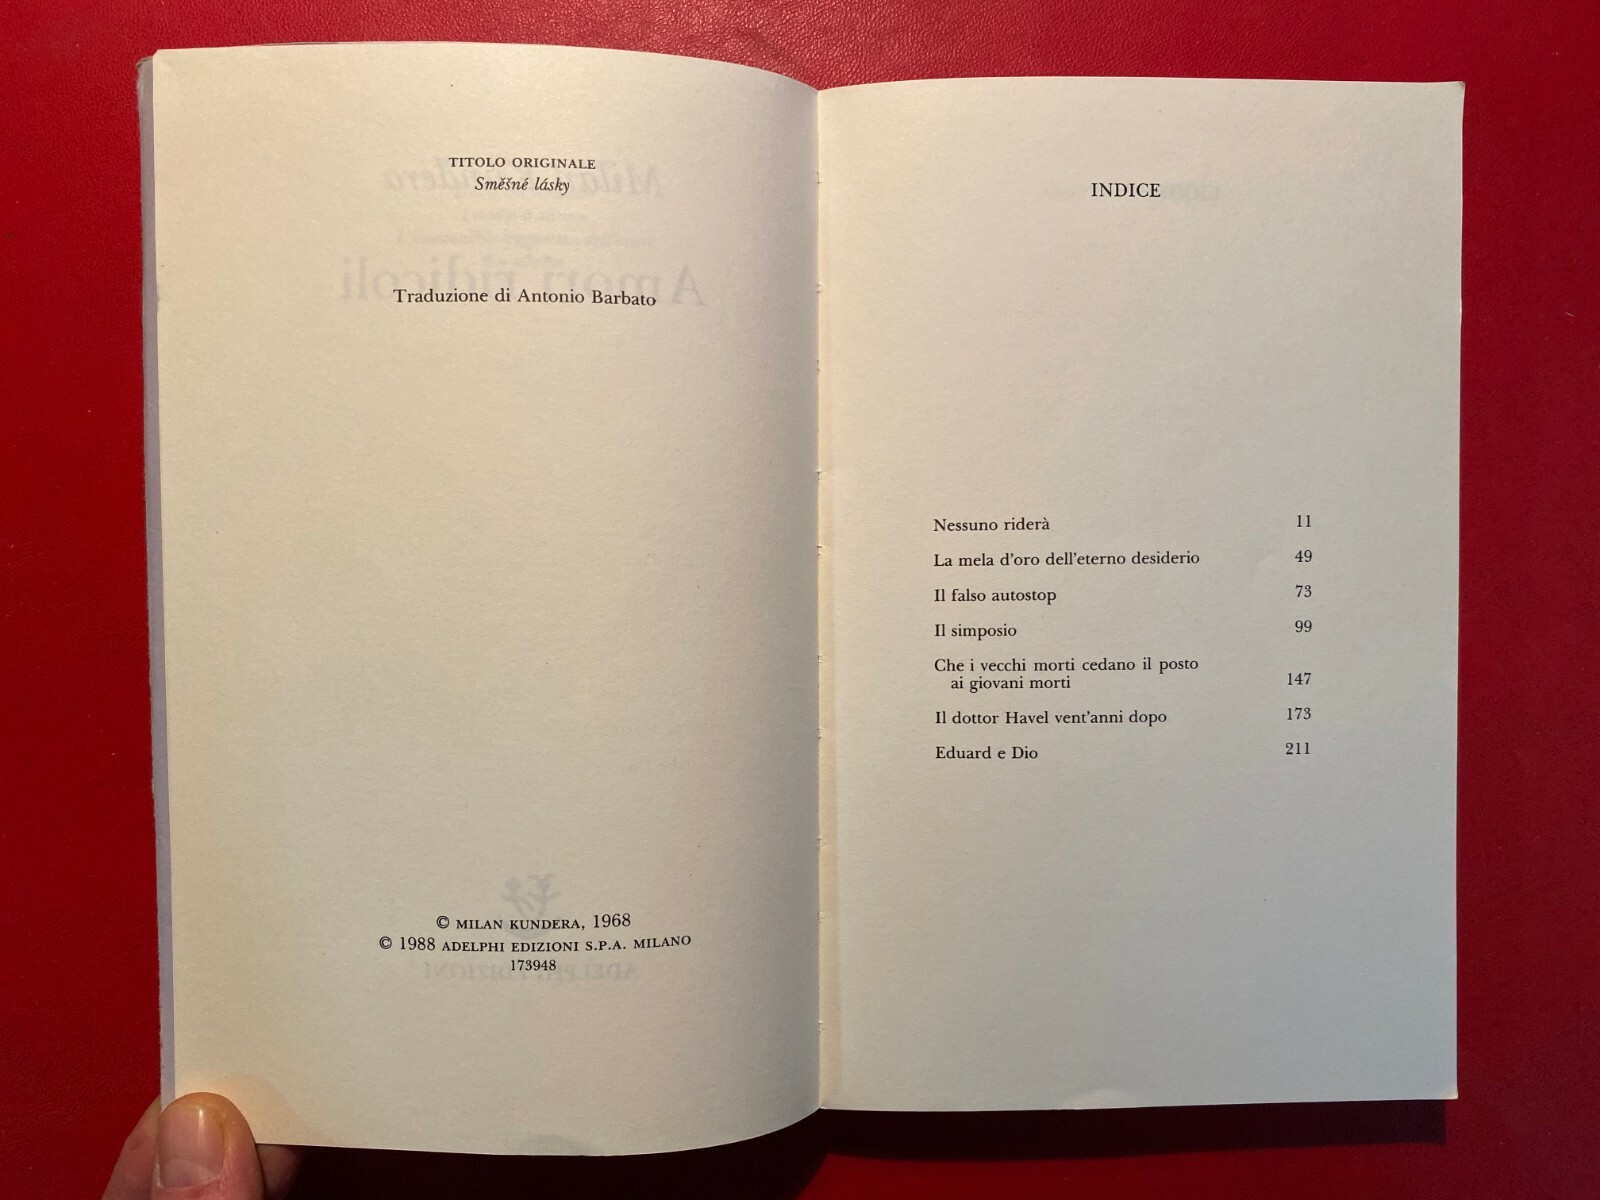 TITOLO ORIGINALE
Směšné lásky
Traduzione di Antonio Barbato
© MILAN KUNDERA, 1968
© 1988 ADELPHI EDIZIONI S.P.A. MILANO
173948
INDICE
Nessuno riderà 11
La mela d'oro dell'eterno desiderio 49
Il falso autostop 73
Il simposio 99
Che i vecchi morti cedano il posto
ai giovani morti 147
Il dottor Havel vent'anni dopo 173
Eduard e Dio 211